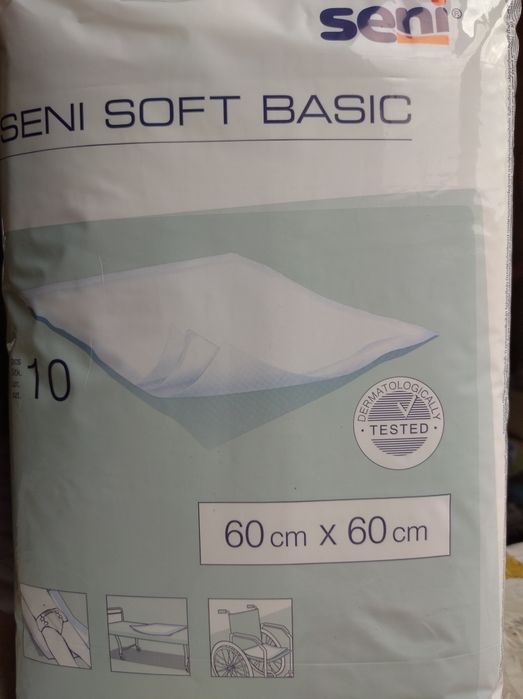 seni®
SENI SOFT BASIC
10
DERMATOLOGICALLY
TESTED
60 cm x 60 cm